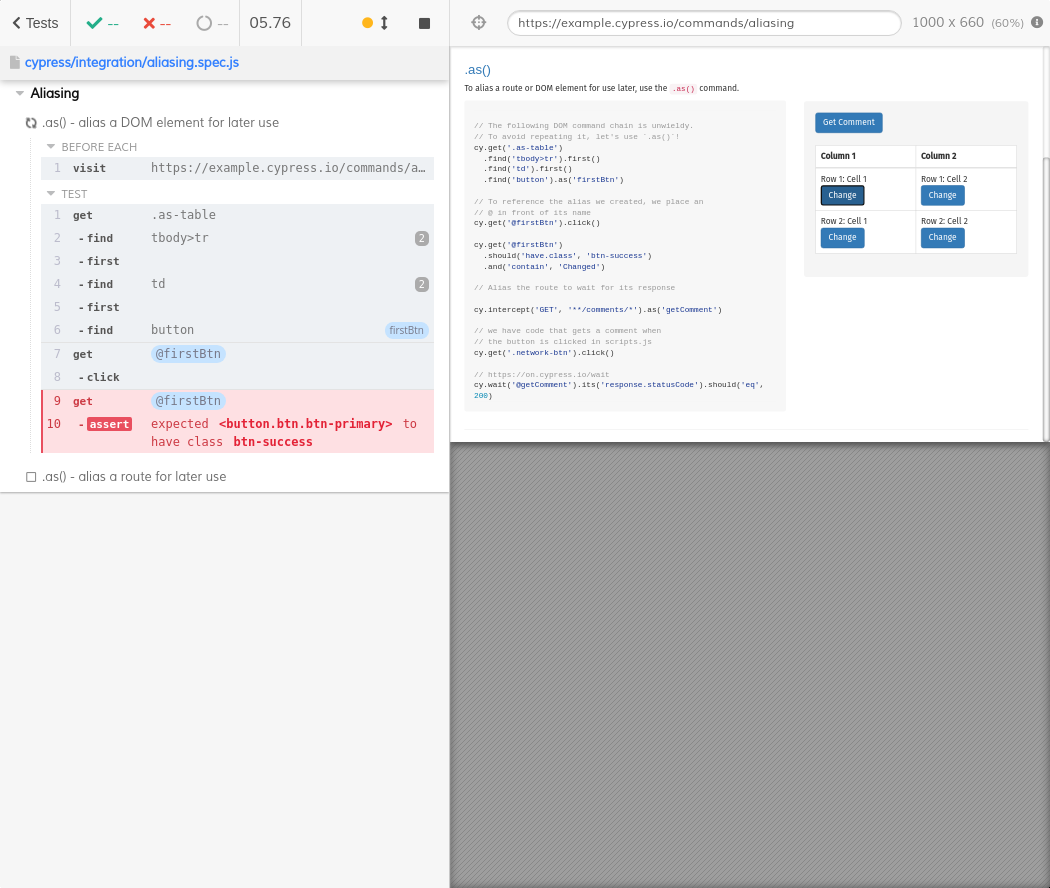 Tests
--
--
--
05.76
cypress/integration/aliasing.spec.js
Aliasing
.as() - alias a DOM element for later use
BEFORE EACH
1 visit https://example.cypress.io/commands/a…
TEST
1 get .as-table
2 -find tbody>tr 2
3 -first
4 -find td 2
5 -first
6 -find button firstBtn
7 get @firstBtn
8 -click
9 get @firstBtn
10 -assert expected <button.btn.btn-primary> to
have class btn-success
.as() - alias a route for later use
https://example.cypress.io/commands/aliasing
1000 x 660 (60%)
.as()
To alias a route or DOM element for use later, use the .as() command.
// The following DOM command chain is unwieldy.
// To avoid repeating it, let's use `.as()`!
cy.get('.as-table')
.find('tbody>tr').first()
.find('td').first()
.find('button').as('firstBtn')
// To reference the alias we created, we place an
// @ in front of its name
cy.get('@firstBtn').click()
cy.get('@firstBtn')
.should('have.class', 'btn-success')
.and('contain', 'Changed')
// Alias the route to wait for its response
cy.intercept('GET', '**/comments/*').as('getComment')
// we have code that gets a comment when
// the button is clicked in scripts.js
cy.get('.network-btn').click()
// https://on.cypress.io/wait
cy.wait('@getComment').its('response.statusCode').should('eq',
200)
Get Comment
Column 1 Column 2
Row 1: Cell 1 Row 1: Cell 2
Change Change
Row 2: Cell 1 Row 2: Cell 2
Change Change